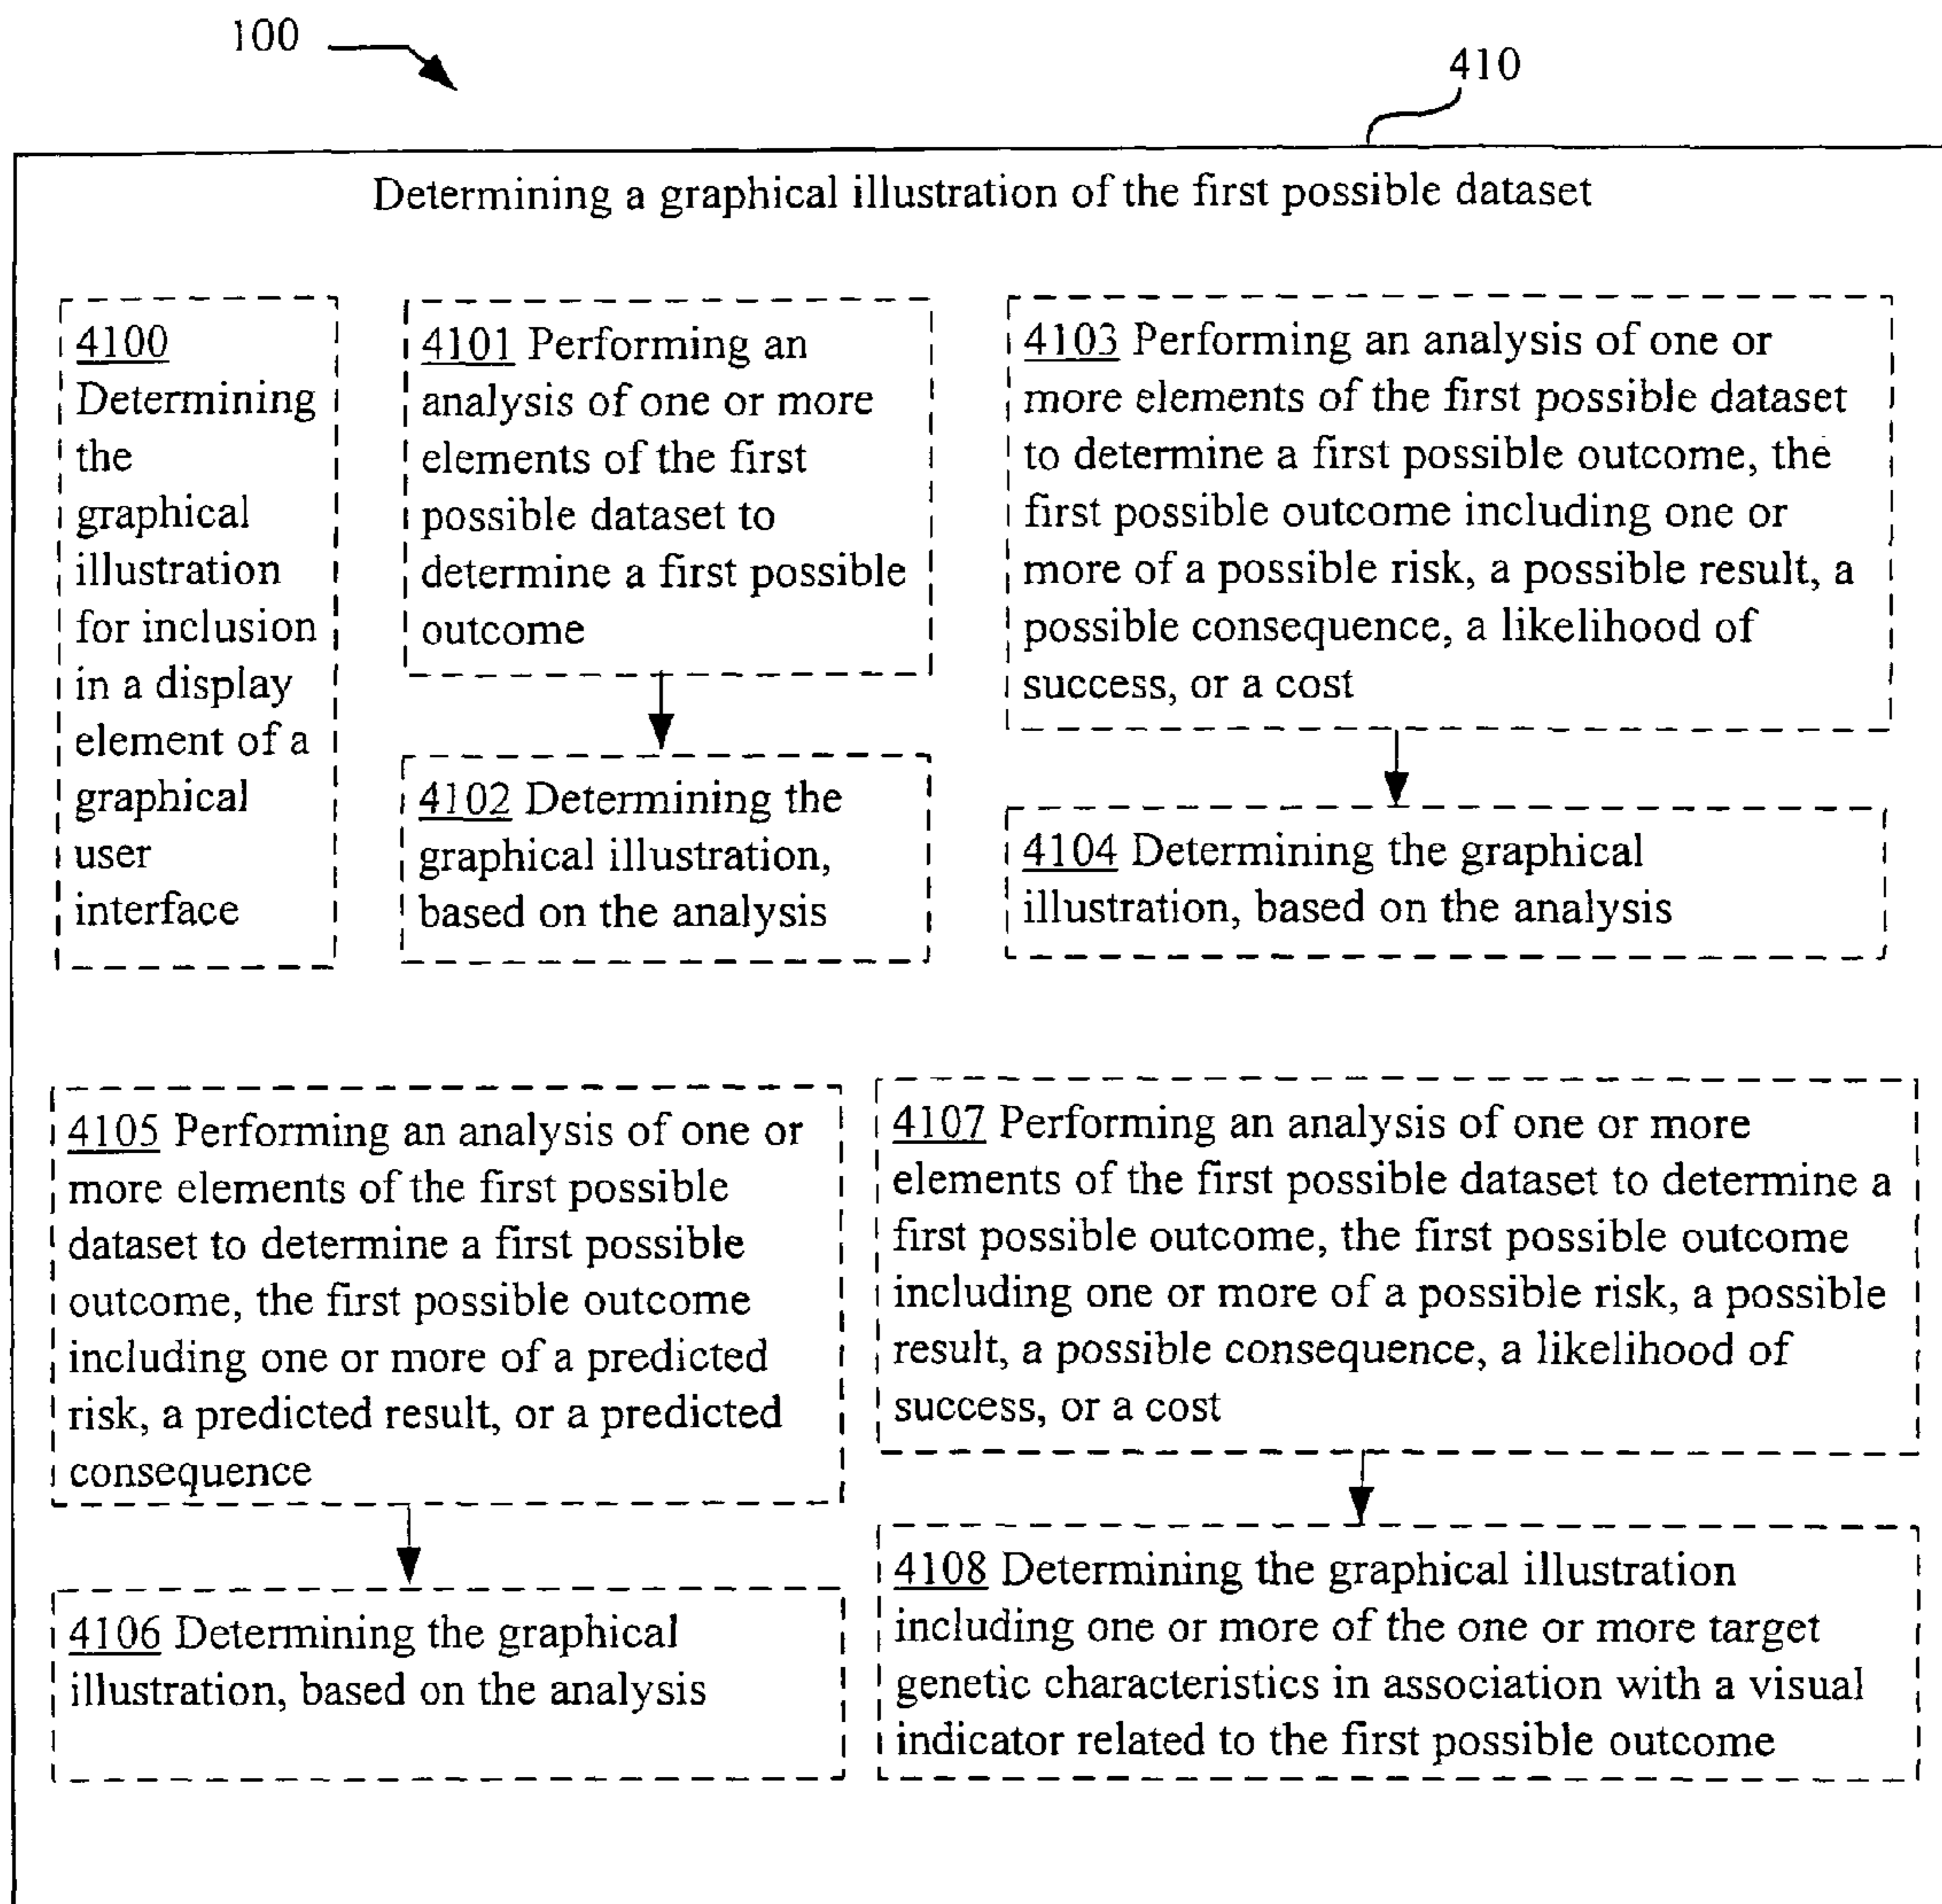 100
410
Determining a graphical illustration of the first possible dataset
4100
Determining
the
graphical
illustration
for inclusion
in a display
element of a
graphical
user
interface
4101 Performing an
analysis of one or more
elements of the first
possible dataset to
determine a first possible
outcome
4102 Determining the
graphical illustration,
based on the analysis
4103 Performing an analysis of one or
more elements of the first possible dataset
to determine a first possible outcome, the
first possible outcome including one or
more of a possible risk, a possible result, a
possible consequence, a likelihood of
success, or a cost
4104 Determining the graphical
illustration, based on the analysis
4105 Performing an analysis of one or
more elements of the first possible
dataset to determine a first possible
outcome, the first possible outcome
including one or more of a predicted
risk, a predicted result, or a predicted
consequence
4106 Determining the graphical
illustration, based on the analysis
4107 Performing an analysis of one or more
elements of the first possible dataset to determine a
first possible outcome, the first possible outcome
including one or more of a possible risk, a possible
result, a possible consequence, a likelihood of
success, or a cost
4108 Determining the graphical illustration
including one or more of the one or more target
genetic characteristics in association with a visual
indicator related to the first possible outcome